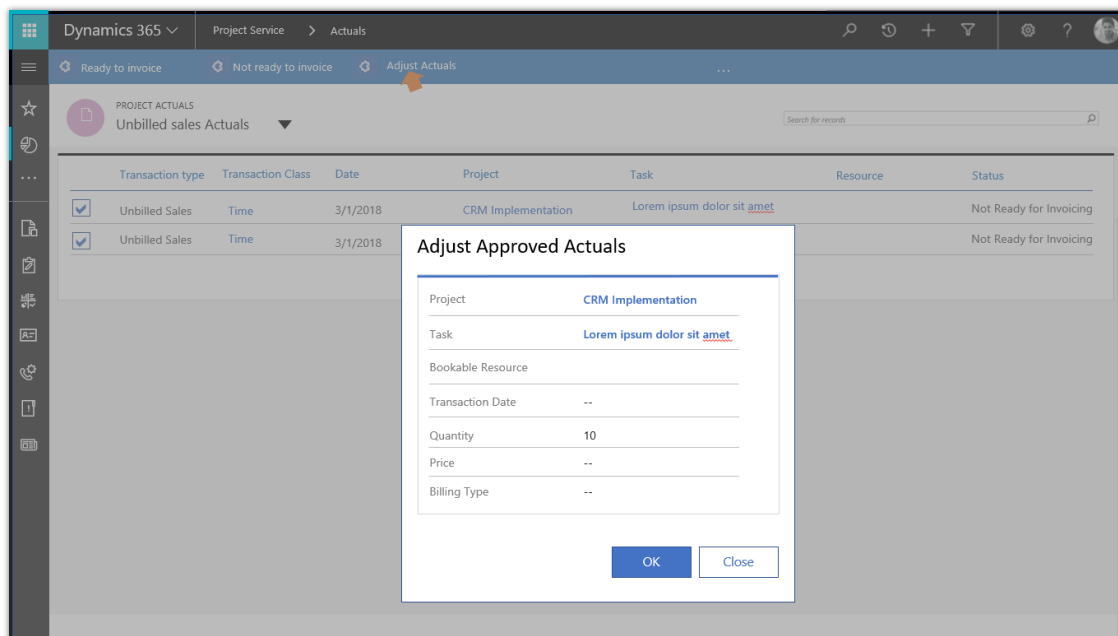 Dynamics 365 Project Service > Actuals
Ready to invoice Not ready to invoice Adjust Actuals ...
PROJECT ACTUALS
Unbilled sales Actuals
Search for records
Transaction type Transaction Class Date Project Task Resource Status
Unbilled Sales Time 3/1/2018 CRM Implementation Lorem ipsum dolor sit amet Not Ready for Invoicing
Unbilled Sales Time 3/1/2018 Not Ready for Invoicing
Adjust Approved Actuals
Project CRM Implementation
Task Lorem ipsum dolor sit amet
Bookable Resource
Transaction Date --
Quantity 10
Price --
Billing Type --
OK Close